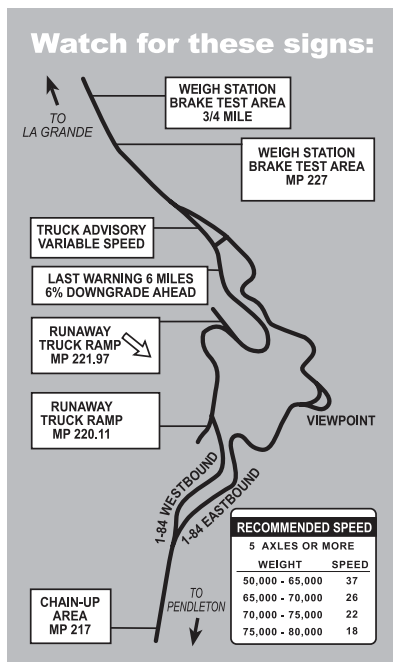 Watch for these signs:
TO
LA GRANDE
WEIGH STATION
BRAKE TEST AREA
3/4 MILE
WEIGH STATION
BRAKE TEST AREA
MP 227
TRUCK ADVISORY
VARIABLE SPEED
LAST WARNING 6 MILES
6% DOWNGRADE AHEAD
RUNAWAY
TRUCK RAMP
MP 221.97
RUNAWAY
TRUCK RAMP
MP 220.11
VIEWPOINT
1-84 WESTBOUND
1-84 EASTBOUND
RECOMMENDED SPEED
5 AXLES OR MORE
WEIGHT SPEED
50,000 - 65,000 37
65,000 - 70,000 26
70,000 - 75,000 22
75,000 - 80,000 18
CHAIN-UP
AREA
MP 217
TO
PENDLETON